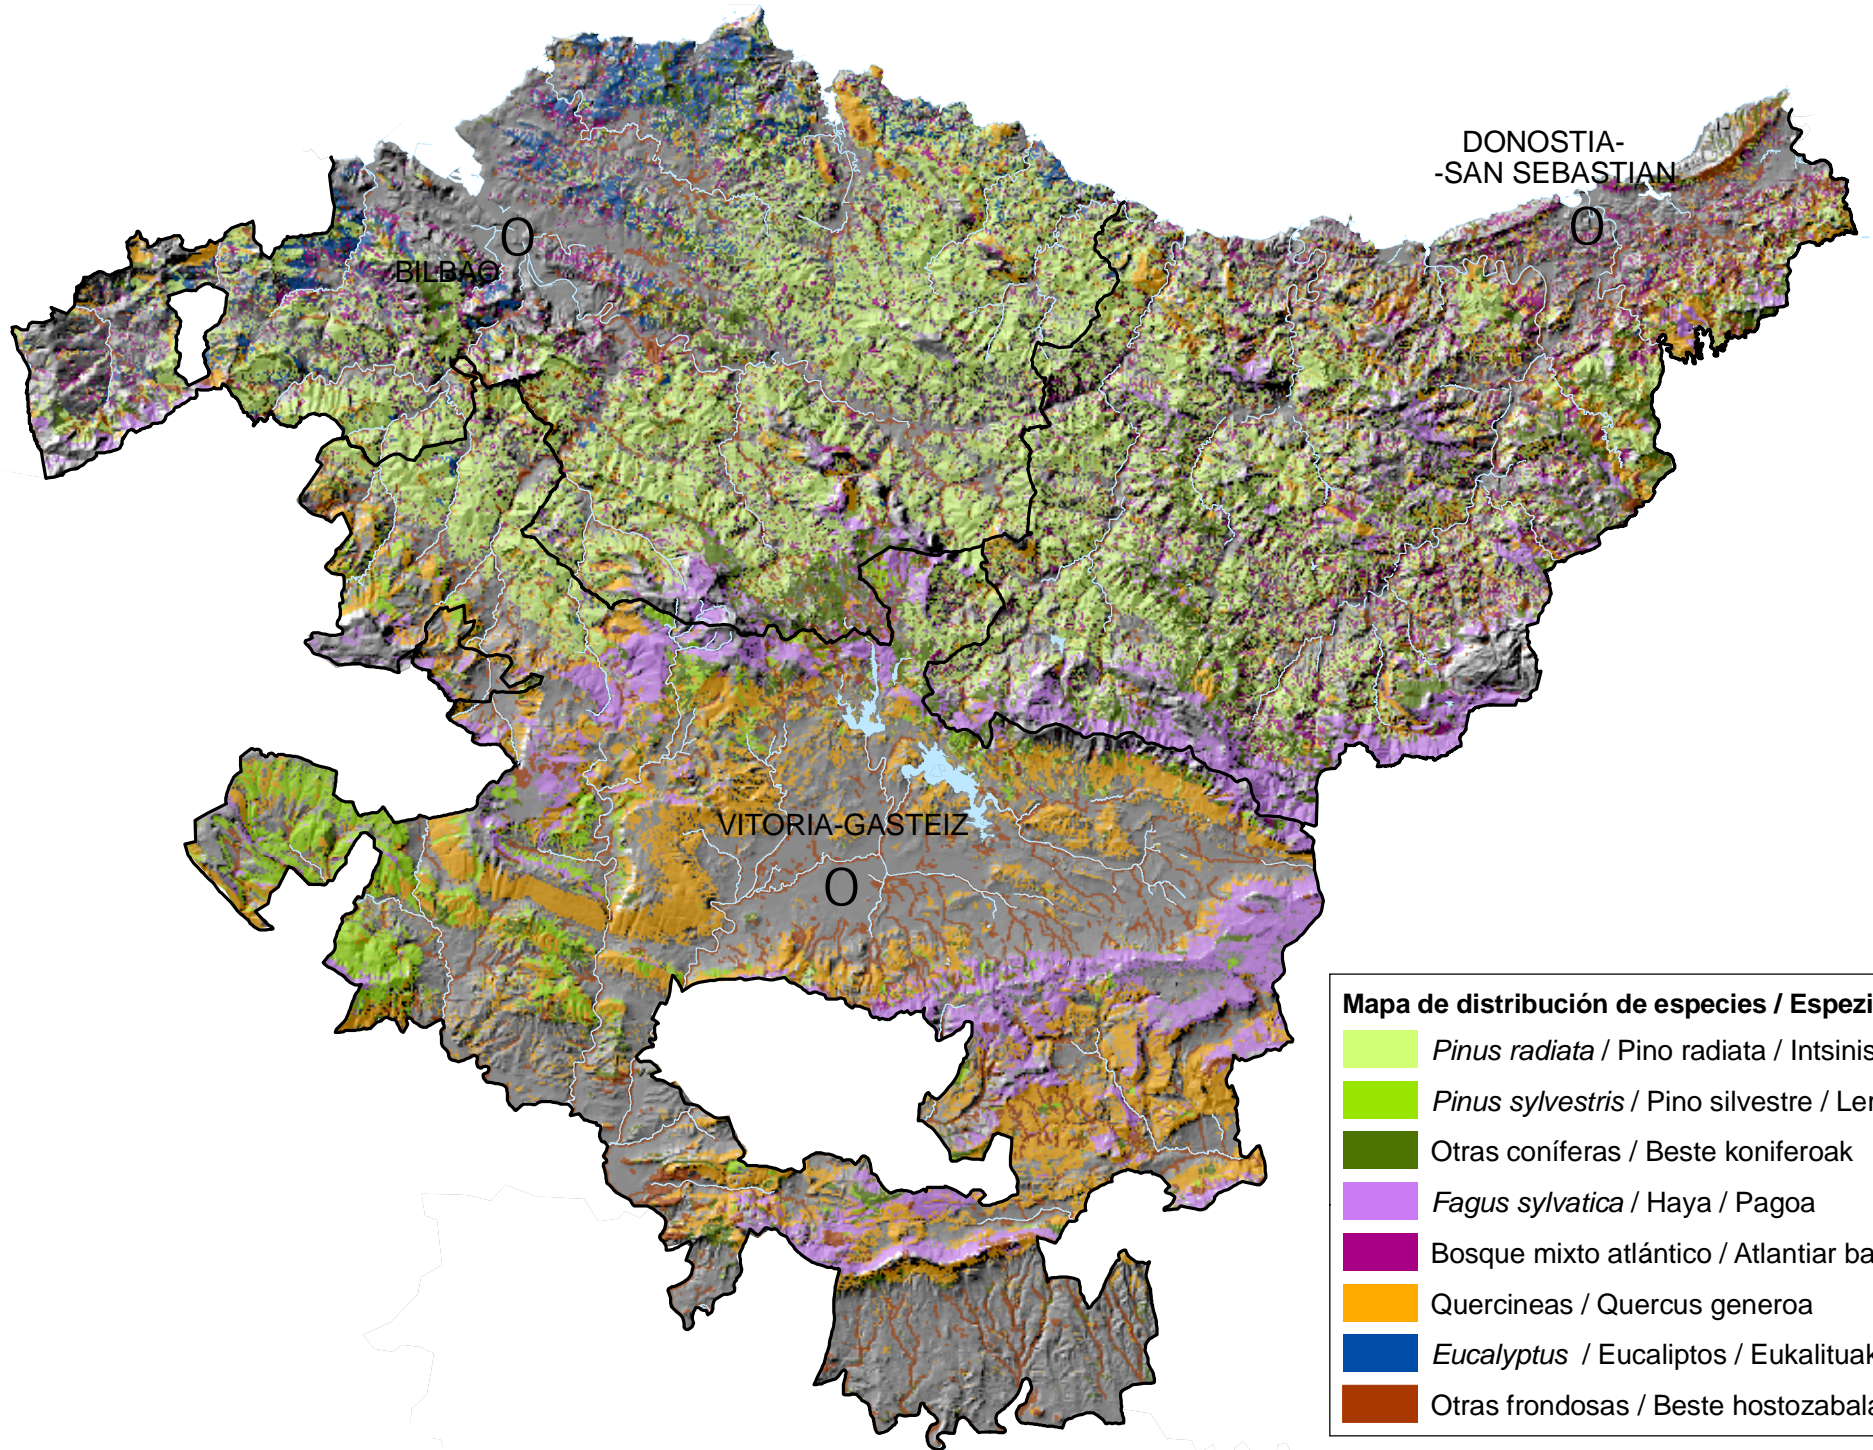 DONOSTIA-
-SAN SEBASTIAN
BILBAO
VITORIA-GASTEIZ
Mapa de distribución de especies / Espezi
Pinus radiata / Pino radiata / Intsinis
Pinus sylvestris / Pino silvestre / Ler
Otras coníferas / Beste koniferoak
Fagus sylvatica / Haya / Pagoa
Bosque mixto atlántico / Atlantiar ba
Quercineas / Quercus generoa
Eucalyptus / Eucaliptos / Eukalituak
Otras frondosas / Beste hostozabala